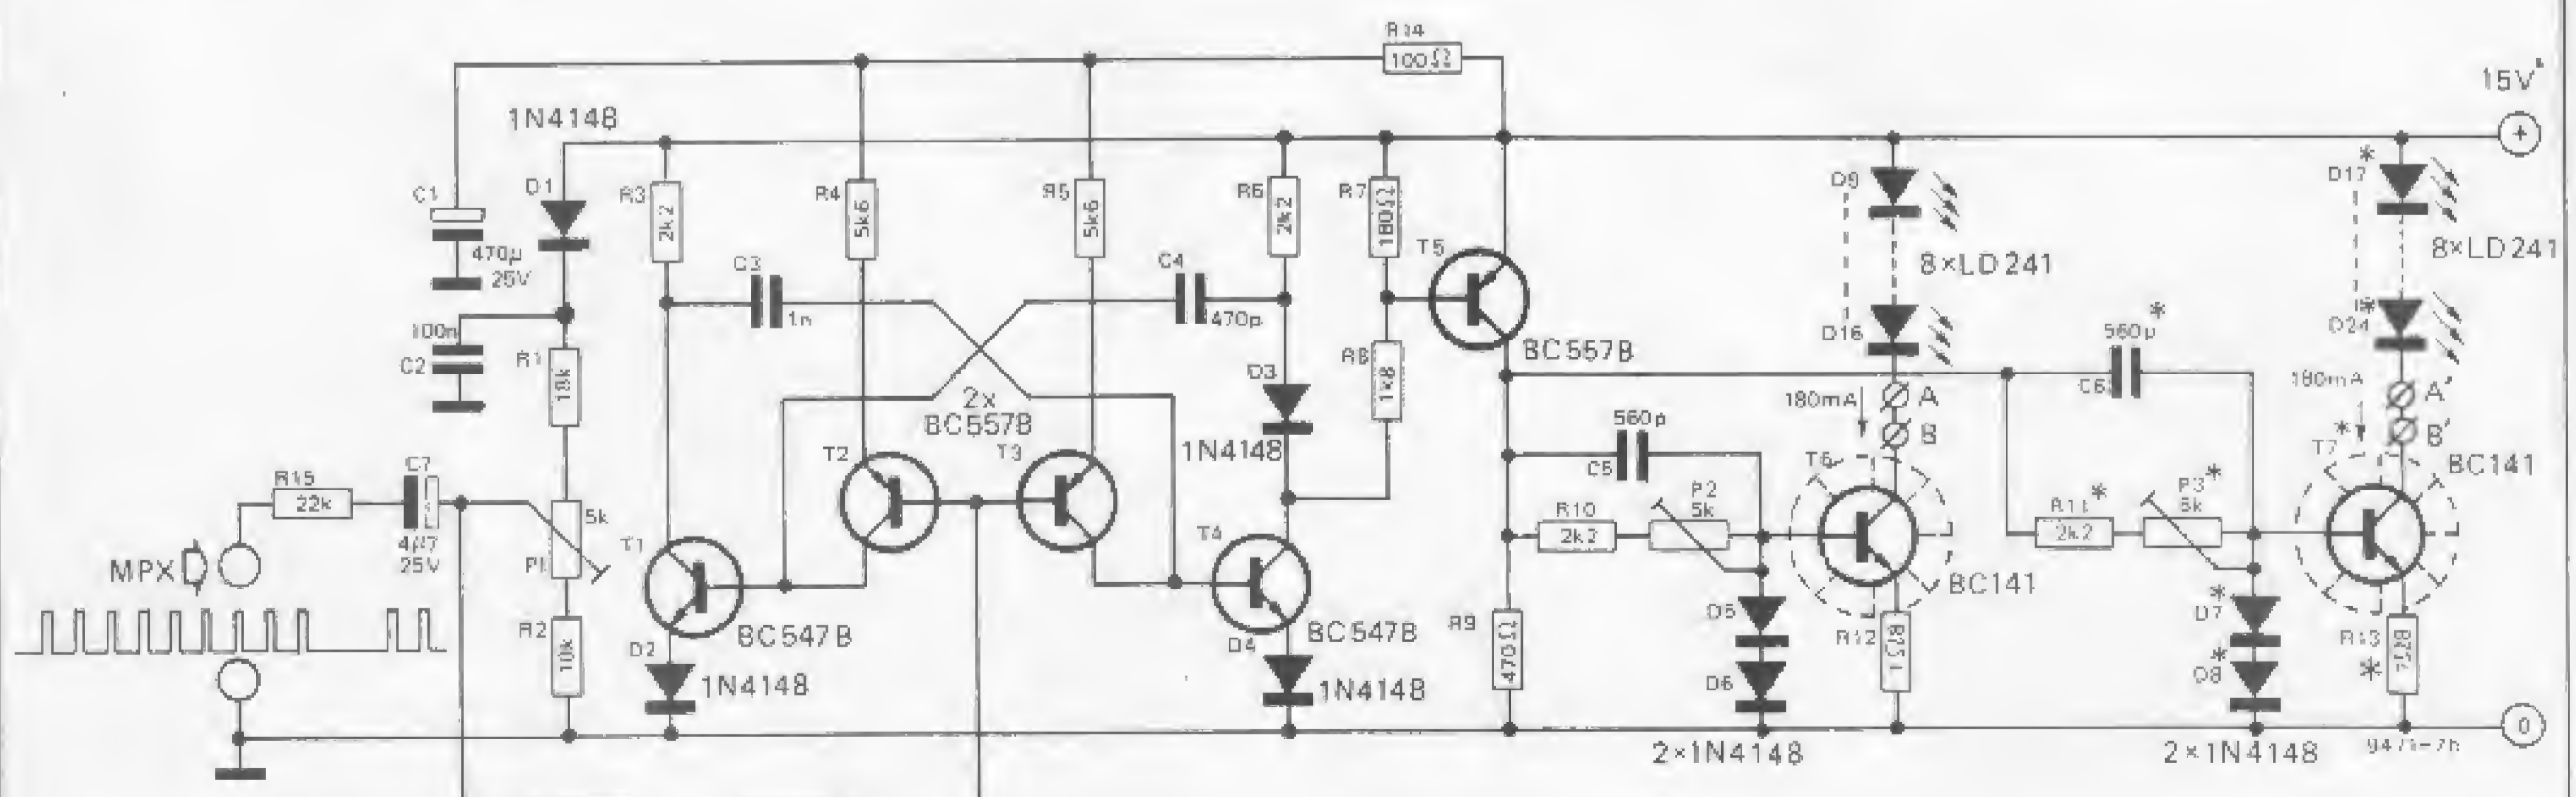 R14
100Ω
15V
1N4148
+
C1
470µ
25V
D1
R3
2k2
R4
5k6
R5
5k6
R6
2k2
R7
180Ω
T5
D9
D17
*
8×LD241
8×LD241
C3
1n
C4
470p
100n
C2
R1
18k
2x
BC557B
D3
1N4148
R8
1k8
BC557B
D16
D24
*
560p
*
C6
180mA
A
B
180mA
A'
B'
R15
22k
C7
4µ7
25V
T2
T3
560p
C5
T6
T7
*
BC141
MPX
5k
P1
T1
T4
R10
2k2
P2
5k
R11
*
2k2
P3
*
5k
BC141
R2
10k
BC547B
D2
1N4148
BC547B
D4
1N4148
R9
470Ω
D5
D6
R12
D7
*
D8
*
R13
*
0
2×1N4148
2×1N4148